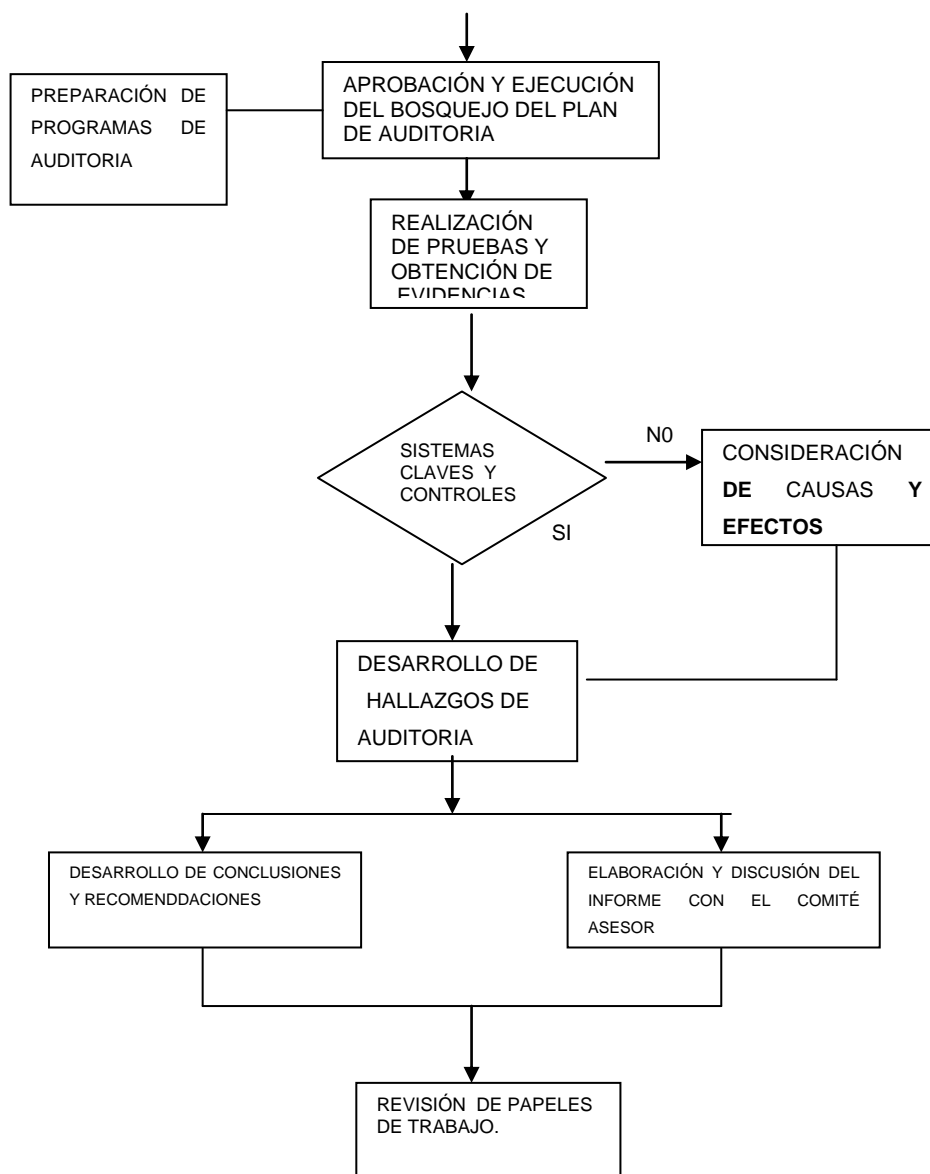 PREPARACIÓN DE
PROGRAMAS DE
AUDITORIA
APROBACIÓN Y EJECUCIÓN
DEL BOSQUEJO DEL PLAN
DE AUDITORIA
REALIZACIÓN
DE PRUEBAS Y
OBTENCIÓN DE
EVIDENCIAS
SISTEMAS
CLAVES Y
CONTROLES
N0
SI
CONSIDERACIÓN
DE CAUSAS Y
EFECTOS
DESARROLLO DE
HALLAZGOS DE
AUDITORIA
DESARROLLO DE CONCLUSIONES
Y RECOMENDDACIONES
ELABORACIÓN Y DISCUSIÓN DEL
INFORME CON EL COMITÉ
ASESOR
REVISIÓN DE PAPELES
DE TRABAJO.